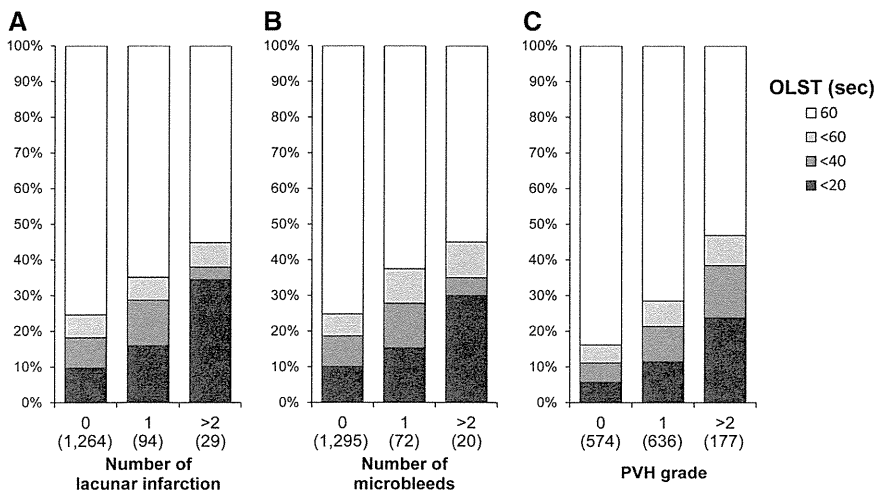 A
100%
90%
80%
70%
60%
50%
40%
30%
20%
10%
0%
0 1 >2
(1,264) (94) (29)
Number of
lacunar infarction
B
100%
90%
80%
70%
60%
50%
40%
30%
20%
10%
0%
0 1 >2
(1,295) (72) (20)
Number of
microbleeds
C
100%
90%
80%
70%
60%
50%
40%
30%
20%
10%
0%
0 1 >2
(574) (636) (177)
PVH grade
OLST (sec)
60
<60
<40
<20